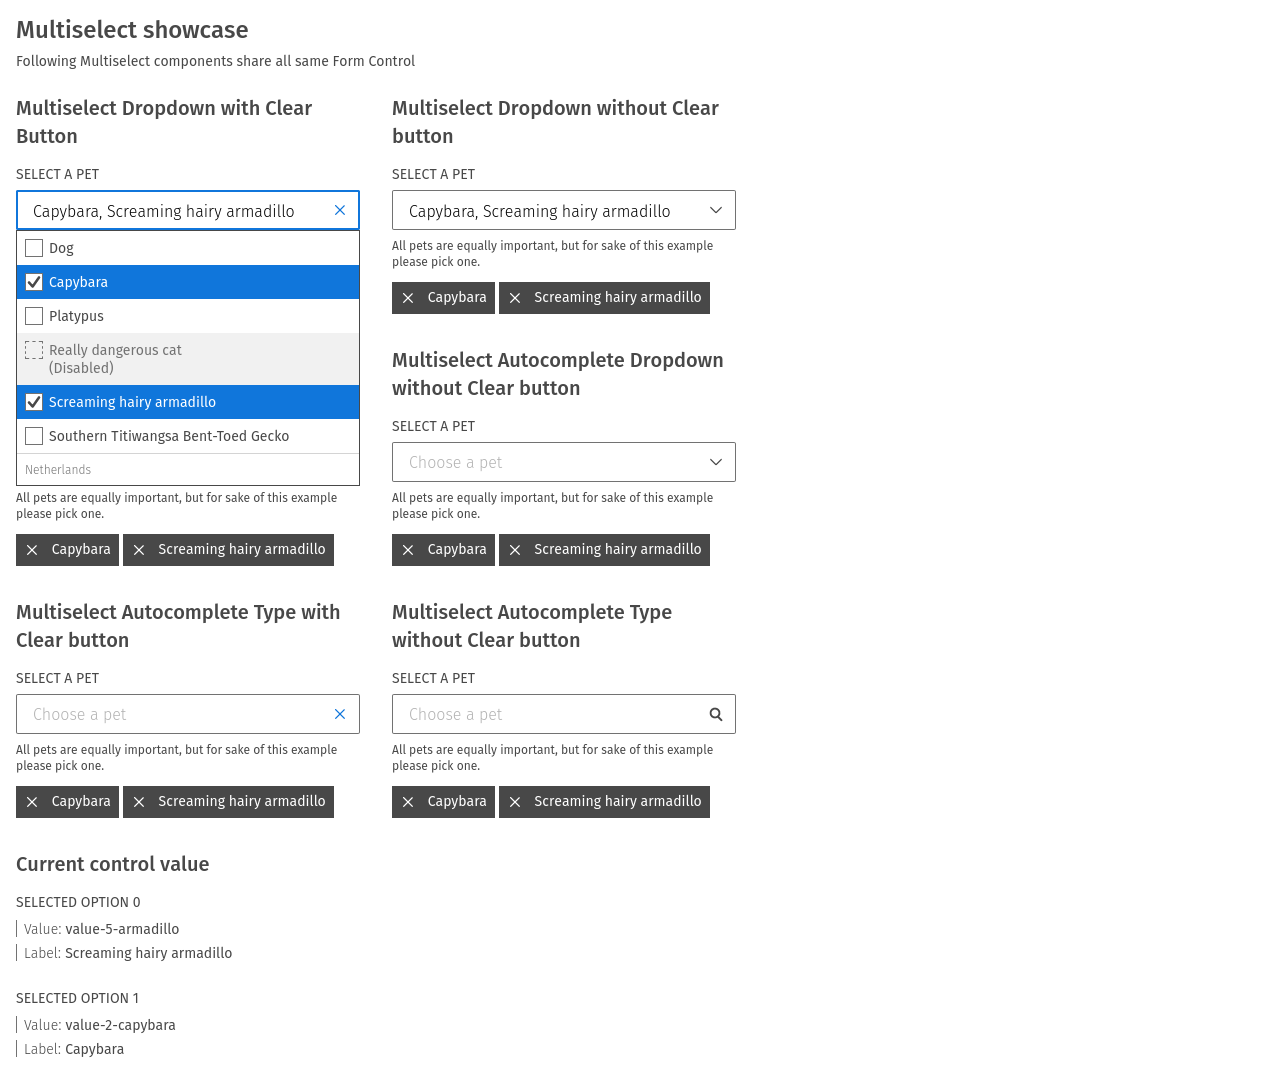 Multiselect showcase
Following Multiselect components share all same Form Control
Multiselect Dropdown with Clear
Button
SELECT A PET
Capybara, Screaming hairy armadillo
Dog
Capybara
Platypus
Really dangerous cat
(Disabled)
Screaming hairy armadillo
Southern Titiwangsa Bent-Toed Gecko
Netherlands
All pets are equally important, but for sake of this example
please pick one.
Capybara
Screaming hairy armadillo
Multiselect Dropdown without Clear
button
SELECT A PET
Capybara, Screaming hairy armadillo
All pets are equally important, but for sake of this example
please pick one.
Capybara
Screaming hairy armadillo
Multiselect Autocomplete Dropdown
without Clear button
SELECT A PET
Choose a pet
All pets are equally important, but for sake of this example
please pick one.
Capybara
Screaming hairy armadillo
Multiselect Autocomplete Type with
Clear button
SELECT A PET
Choose a pet
All pets are equally important, but for sake of this example
please pick one.
Capybara
Screaming hairy armadillo
Multiselect Autocomplete Type
without Clear button
SELECT A PET
Choose a pet
All pets are equally important, but for sake of this example
please pick one.
Capybara
Screaming hairy armadillo
Current control value
SELECTED OPTION 0
Value: value-5-armadillo
Label: Screaming hairy armadillo
SELECTED OPTION 1
Value: value-2-capybara
Label: Capybara